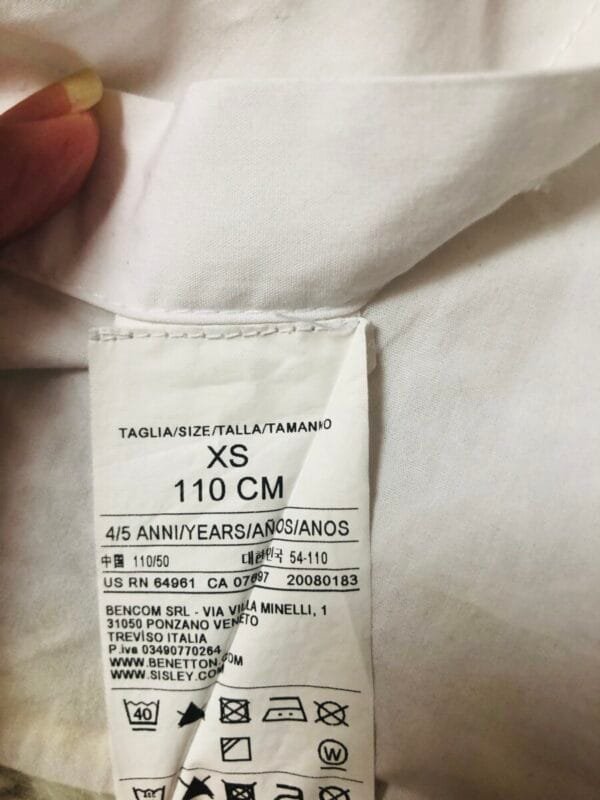 TAGLIA/SIZE/TALLA/TAMANHO
XS
110 CM
4/5 ANNI/YEARS/AÑOS/ANOS
中国 110/50 대한민국 54-110
US RN 64961 CA 07697 20080183
BENCOM SRL - VIA VILLA MINELLI, 1
31050 PONZANO VENETO
TREVISO ITALIA
P.iva 03490770264
WWW.BENETTON.COM
WWW.SISLEY.COM
40
W